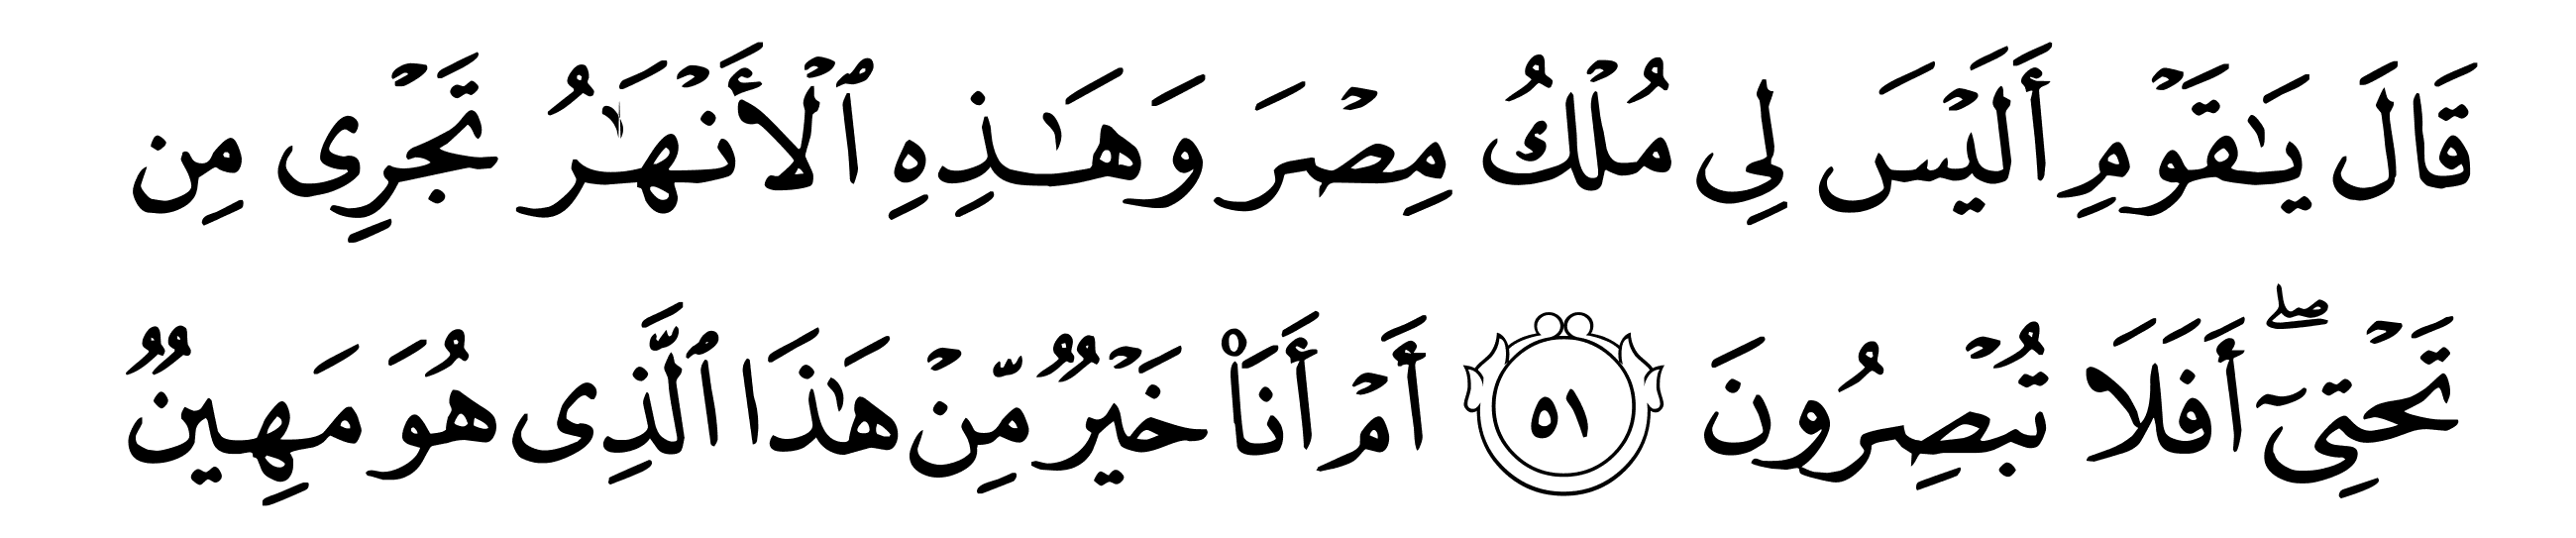 قَالَ يَـٰقَوْمِ أَلَيْسَ لِى مُلْكُ مِصْرَ وَهَـٰذِهِ ٱلْأَنْهَـٰرُ تَجْرِى مِن
تَحْتِىٓ ۖ أَفَلَا تُبْصِرُونَ ٥١ أَمْ أَنَا۠ خَيْرٌ مِّنْ هَـٰذَا ٱلَّذِى هُوَ مَهِينٌ